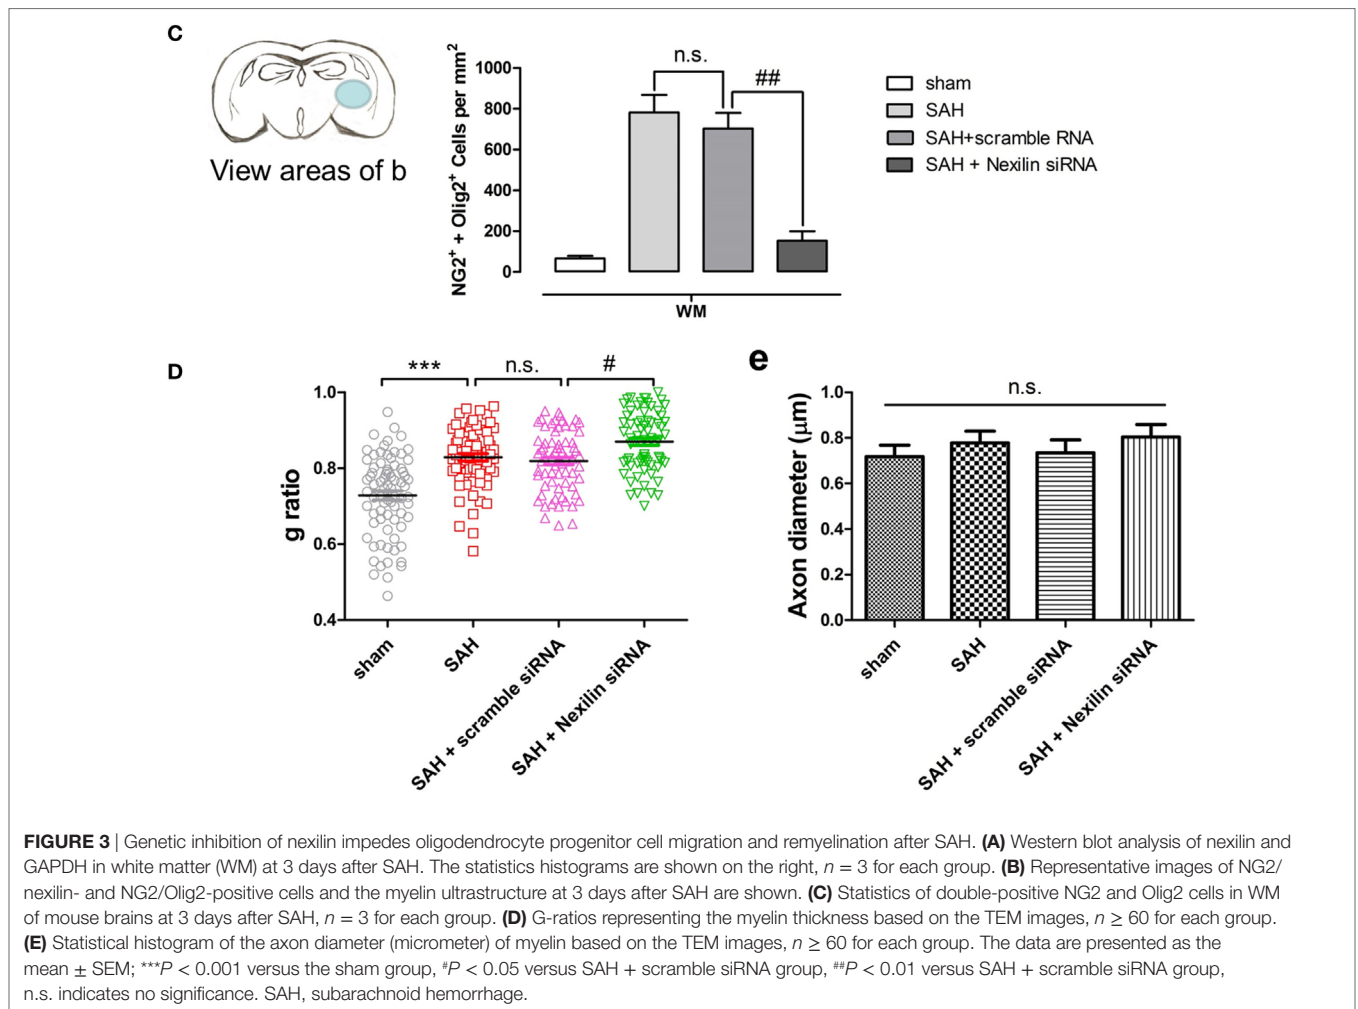 C
View areas of b
NG2⁺ + Olig2⁺ Cells per mm²
1000
800
600
400
200
0
n.s.
##
WM
sham
SAH
SAH+scramble RNA
SAH + Nexilin siRNA
D
g ratio
1.0
0.8
0.6
0.4
***
n.s.
#
sham
SAH
SAH + scramble siRNA
SAH + Nexilin siRNA
e
Axon diameter (μm)
1.0
0.8
0.6
0.4
0.2
0.0
n.s.
sham
SAH
SAH + scramble siRNA
SAH + Nexilin siRNA
FIGURE 3 | Genetic inhibition of nexilin impedes oligodendrocyte progenitor cell migration and remyelination after SAH. (A) Western blot analysis of nexilin and
GAPDH in white matter (WM) at 3 days after SAH. The statistics histograms are shown on the right, n = 3 for each group. (B) Representative images of NG2/
nexilin- and NG2/Olig2-positive cells and the myelin ultrastructure at 3 days after SAH are shown. (C) Statistics of double-positive NG2 and Olig2 cells in WM
of mouse brains at 3 days after SAH, n = 3 for each group. (D) G-ratios representing the myelin thickness based on the TEM images, n ≥ 60 for each group.
(E) Statistical histogram of the axon diameter (micrometer) of myelin based on the TEM images, n ≥ 60 for each group. The data are presented as the
mean ± SEM; ***P < 0.001 versus the sham group, #P < 0.05 versus SAH + scramble siRNA group, ##P < 0.01 versus SAH + scramble siRNA group,
n.s. indicates no significance. SAH, subarachnoid hemorrhage.